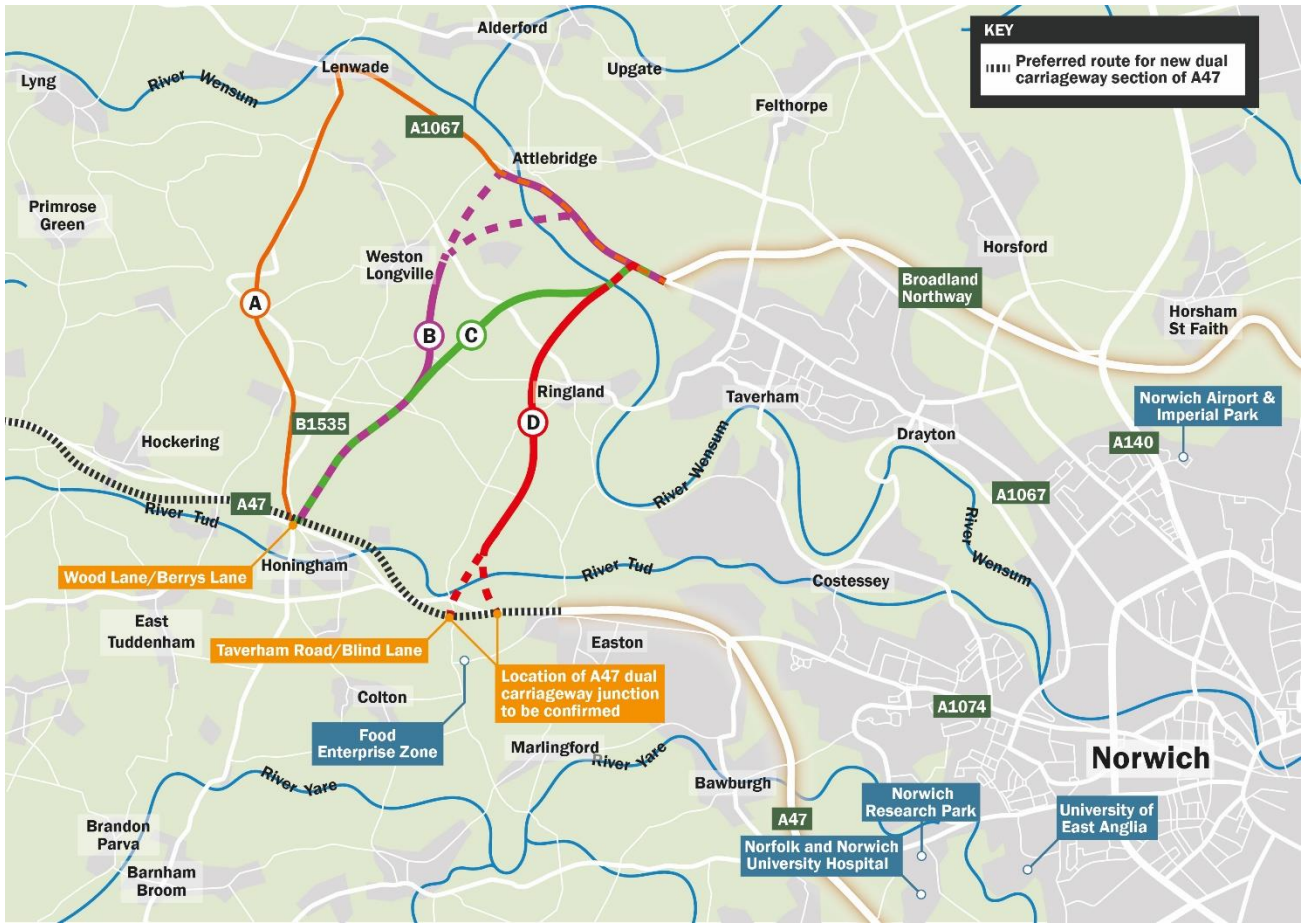 KEY
Preferred route for new dual
carriageway section of A47
Alderford
Lenwade
Upgate
Lyng
River Wensum
Felthorpe
A1067
Attlebridge
Primrose
Green
Weston
Longville
Horsford
Broadland
Northway
Horsham
St Faith
A
B
C
Ringland
D
Taverham
Norwich Airport &
Imperial Park
B1535
Hockering
Drayton
A140
River Wensum
A47
River Tud
A1067
River Wensum
Honingham
Wood Lane/Berrys Lane
River Tud
Costessey
East
Tuddenham
Taverham Road/Blind Lane
Easton
Location of A47 dual
carriageway junction
to be confirmed
Colton
A1074
Food
Enterprise Zone
Marlingford
River Yare
Norwich
River Yare
Bawburgh
Norwich
Research Park
University of
East Anglia
A47
Brandon
Parva
Norfolk and Norwich
University Hospital
Barnham
Broom